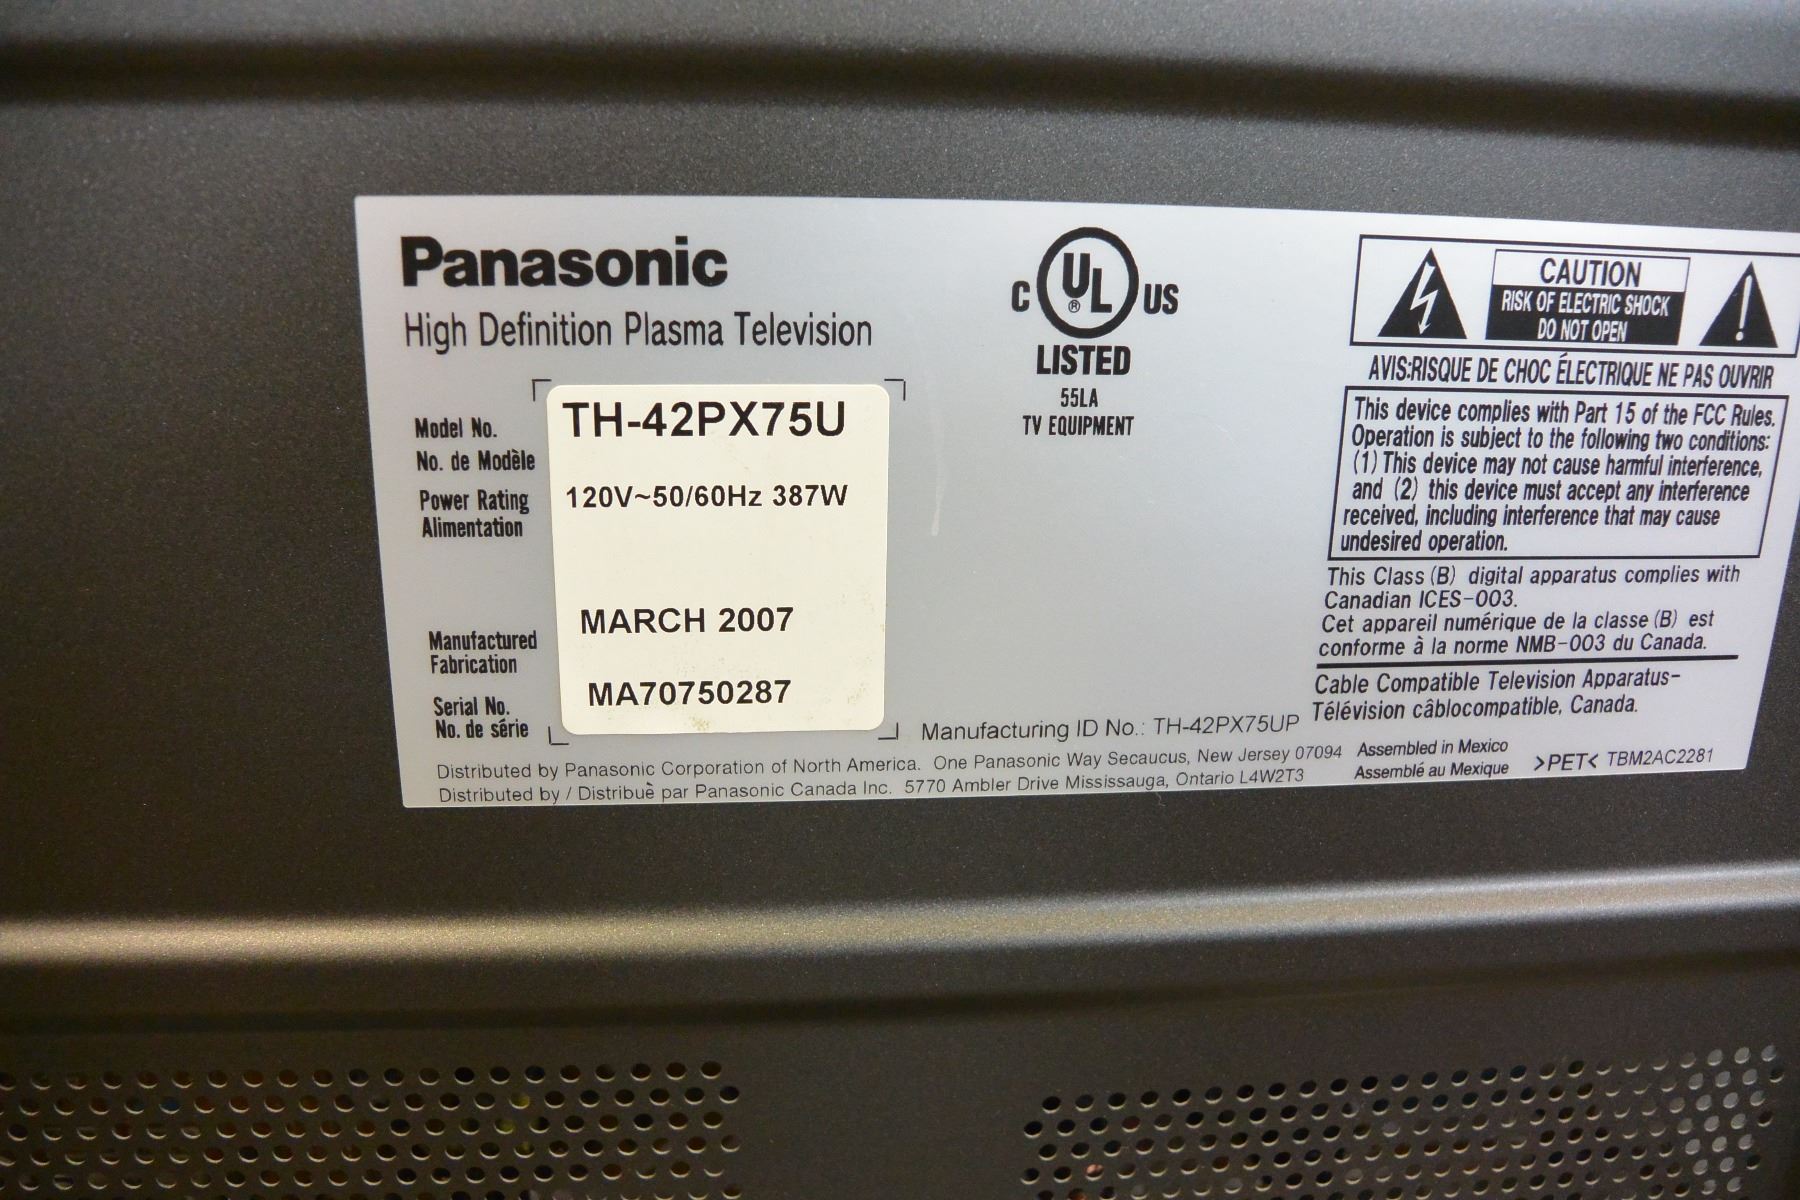 Panasonic
High Definition Plasma Television
Model No.
No. de Modèle
TH-42PX75U
Power Rating
Alimentation
120V~50/60Hz 387W
Manufactured
Fabrication
MARCH 2007
Serial No.
No. de série
MA70750287
C UL ® US
LISTED
55LA
TV EQUIPMENT
CAUTION
RISK OF ELECTRIC SHOCK
DO NOT OPEN
AVIS:RISQUE DE CHOC ÉLECTRIQUE NE PAS OUVRIR
This device complies with Part 15 of the FCC Rules.
Operation is subject to the following two conditions:
(1) This device may not cause harmful interference,
and (2) this device must accept any interference
received, including interference that may cause
undesired operation.
This Class (B) digital apparatus complies with
Canadian ICES-003.
Cet appareil numérique de la classe (B) est
conforme à la norme NMB-003 du Canada.
Cable Compatible Television Apparatus-
Télévision câblocompatible, Canada.
Manufacturing ID No.: TH-42PX75UP
Distributed by Panasonic Corporation of North America. One Panasonic Way Secaucus, New Jersey 07094
Distributed by / Distribuè par Panasonic Canada Inc. 5770 Ambler Drive Mississauga, Ontario L4W2T3
Assembled in Mexico
Assemblé au Mexique
>PET< TBM2AC2281